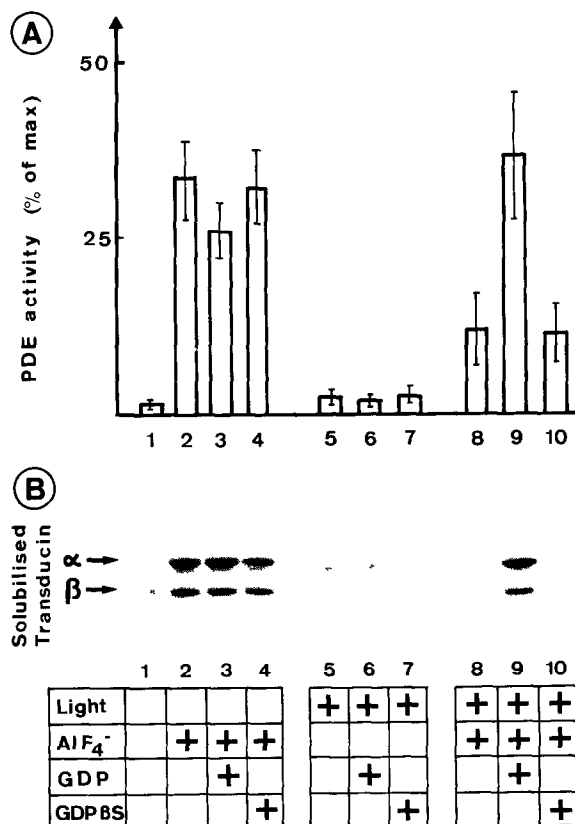 A
50
25
PDE activity (% of max)
1 2 3 4 5 6 7 8 9 10
B
Solubilised
Transducin
α
β
1 2 3 4 5 6 7 8 9 10
Light + + + + + +
AlF4- + + + + + +
GDP + + +
GDPβS + + +